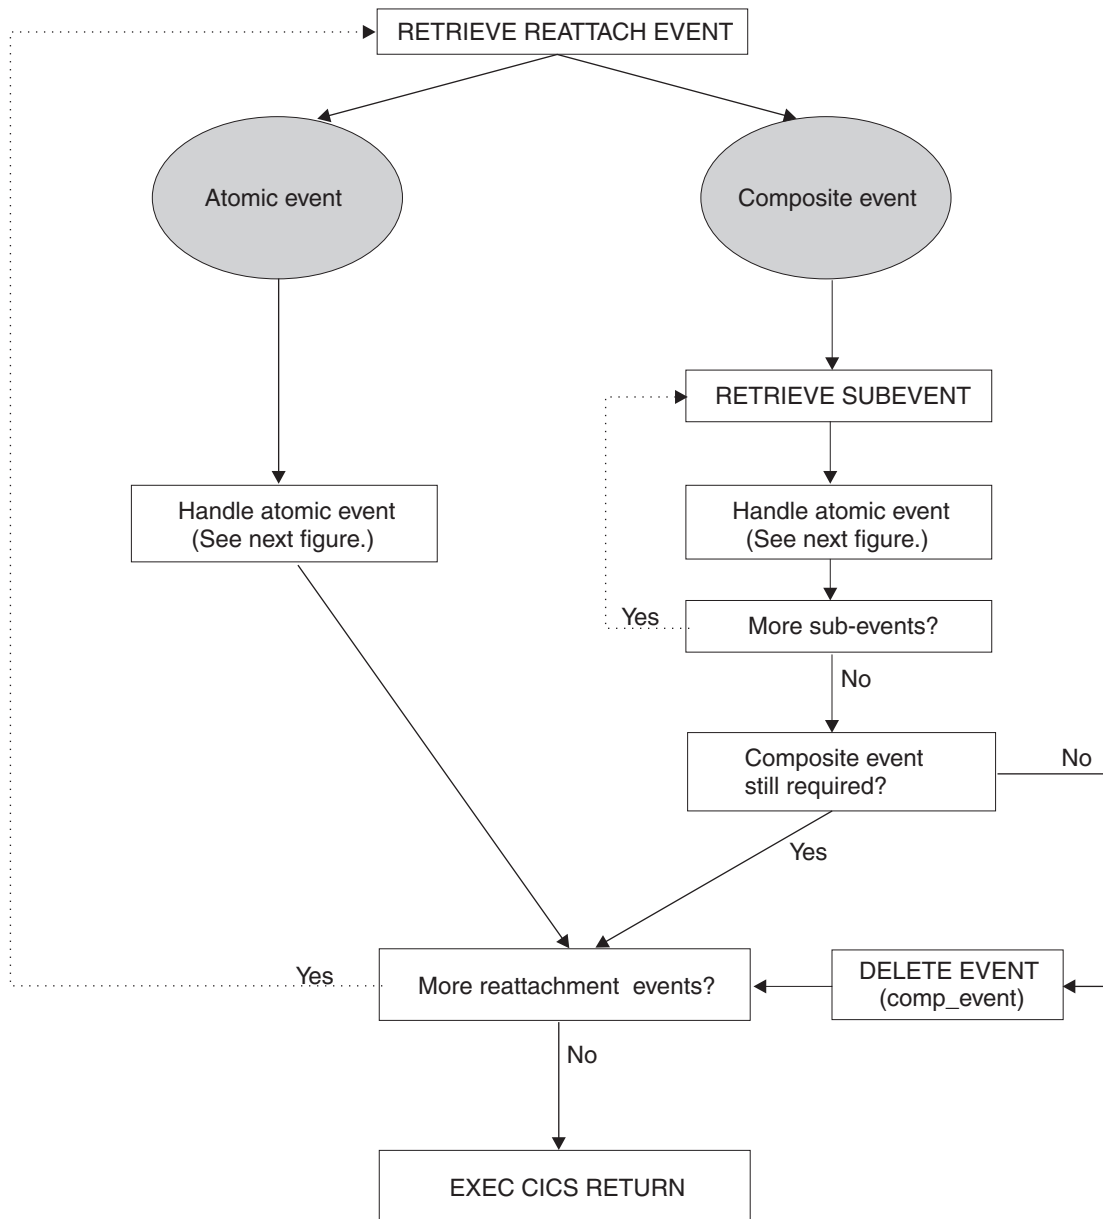 RETRIEVE REATTACH EVENT
Atomic event
Composite event
RETRIEVE SUBEVENT
Handle atomic event
(See next figure.)
Handle atomic event
(See next figure.)
Yes
More sub-events?
No
Composite event
still required?
No
Yes
Yes
More reattachment events?
DELETE EVENT
(comp_event)
No
EXEC CICS RETURN